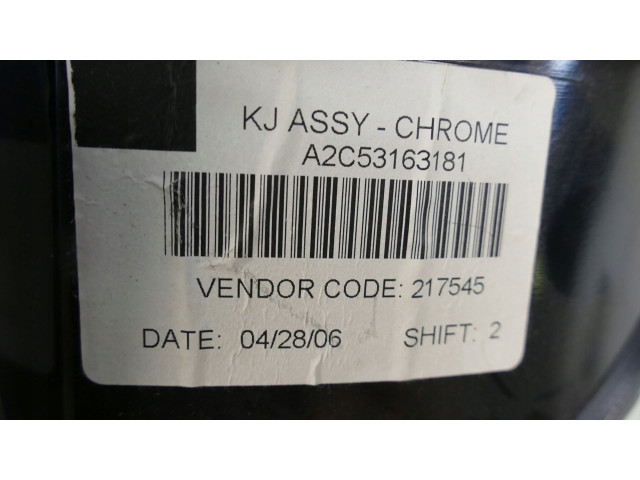 KJ ASSY - CHROME
A2C53163181
VENDOR CODE: 217545
DATE: 04/28/06 SHIFT: 2